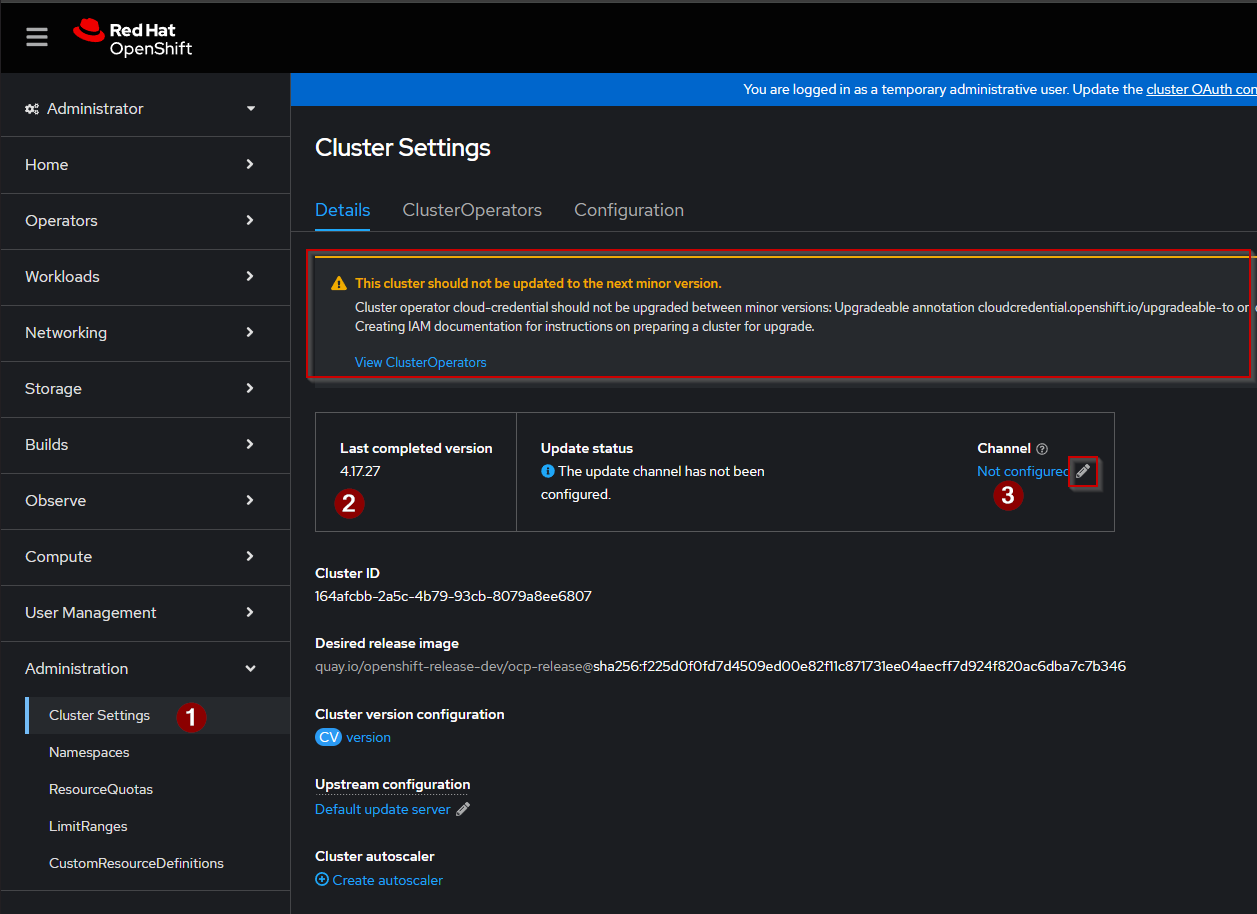 Red Hat
OpenShift
You are logged in as a temporary administrative user. Update the cluster OAuth con
Administrator
Home
Operators
Workloads
Networking
Storage
Builds
Observe
Compute
User Management
Administration
Cluster Settings
1
Namespaces
ResourceQuotas
LimitRanges
CustomResourceDefinitions
Cluster Settings
Details ClusterOperators Configuration
This cluster should not be updated to the next minor version.
Cluster operator cloud-credential should not be upgraded between minor versions: Upgradeable annotation cloudcredential.openshift.io/upgradeable-to on
Creating IAM documentation for instructions on preparing a cluster for upgrade.
View ClusterOperators
Last completed version
4.17.27
2
Update status
The update channel has not been
configured.
Channel
Not configured
3
Cluster ID
164afcbb-2a5c-4b79-93cb-8079a8ee6807
Desired release image
quay.io/openshift-release-dev/ocp-release@sha256:f225d0f0fd7d4509ed00e82f11c871731ee04aecff7d924f820ac6dba7c7b346
Cluster version configuration
CV version
Upstream configuration
Default update server
Cluster autoscaler
Create autoscaler